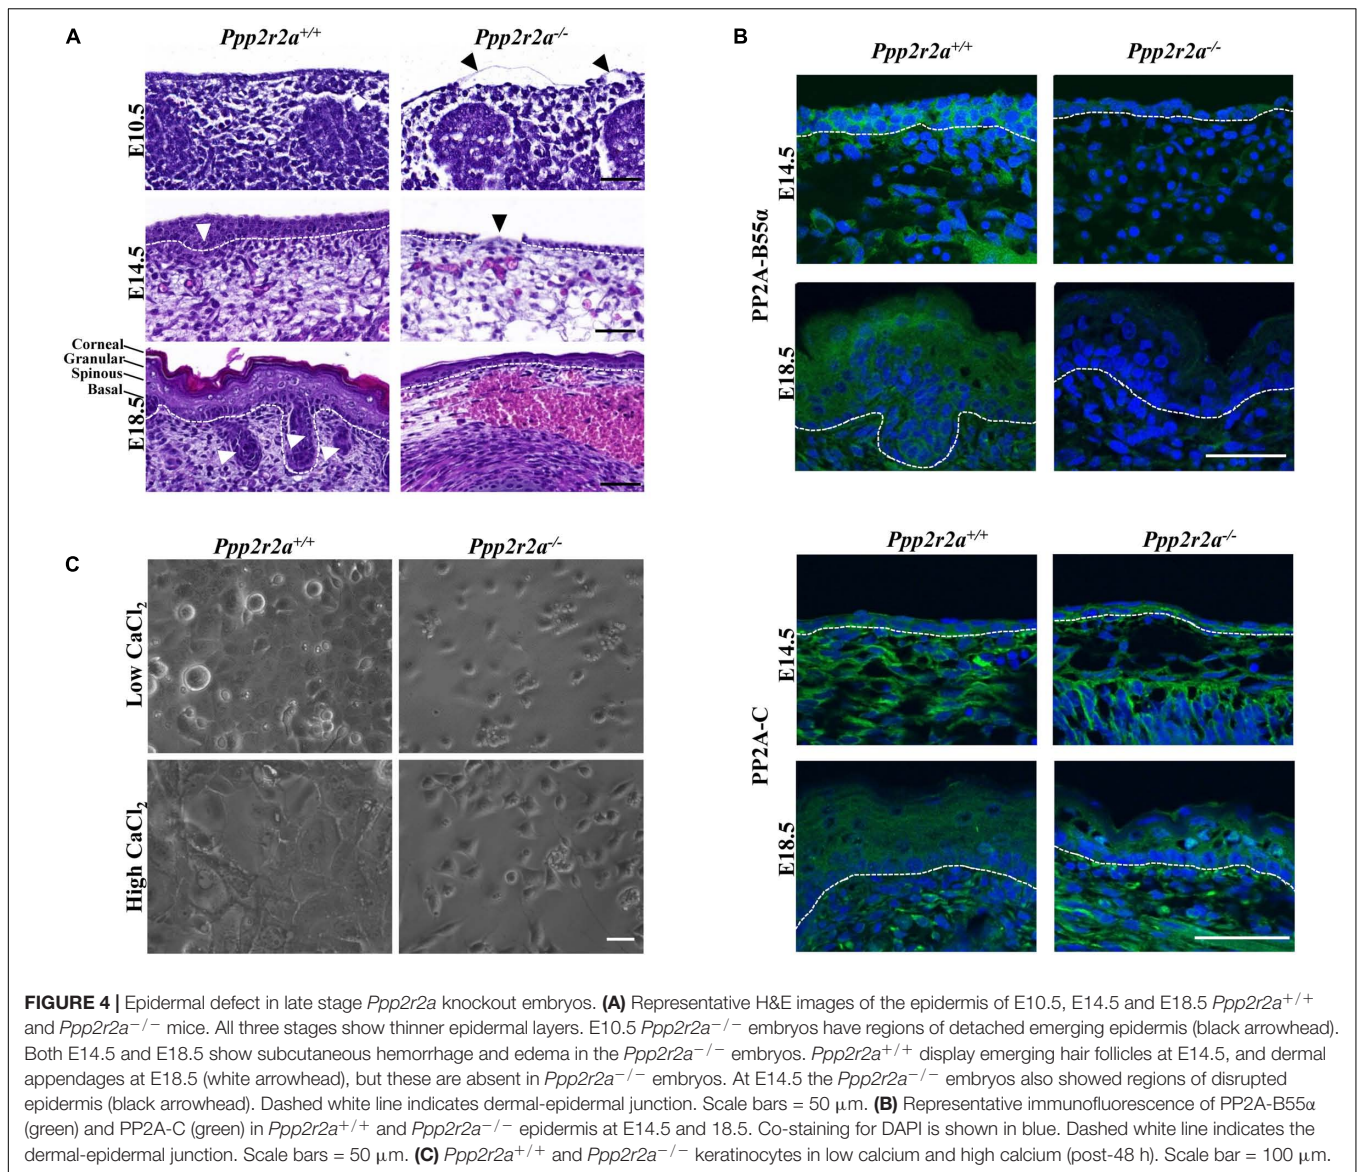 A
Ppp2r2a+/+
Ppp2r2a-/-
E10.5
E14.5
Corneal
Granular
Spinous
Basal
E18.5
B
Ppp2r2a+/+
Ppp2r2a-/-
PP2A-B55α
E14.5
E18.5
C
Ppp2r2a+/+
Ppp2r2a-/-
Low CaCl2
High CaCl2
Ppp2r2a+/+
Ppp2r2a-/-
PP2A-C
E14.5
E18.5
FIGURE 4 | Epidermal defect in late stage Ppp2r2a knockout embryos. (A) Representative H&E images of the epidermis of E10.5, E14.5 and E18.5 Ppp2r2a+/+
and Ppp2r2a−/− mice. All three stages show thinner epidermal layers. E10.5 Ppp2r2a−/− embryos have regions of detached emerging epidermis (black arrowhead).
Both E14.5 and E18.5 show subcutaneous hemorrhage and edema in the Ppp2r2a−/− embryos. Ppp2r2a+/+ display emerging hair follicles at E14.5, and dermal
appendages at E18.5 (white arrowhead), but these are absent in Ppp2r2a−/− embryos. At E14.5 the Ppp2r2a−/− embryos also showed regions of disrupted
epidermis (black arrowhead). Dashed white line indicates dermal-epidermal junction. Scale bars = 50 μm. (B) Representative immunofluorescence of PP2A-B55α
(green) and PP2A-C (green) in Ppp2r2a+/+ and Ppp2r2a−/− epidermis at E14.5 and 18.5. Co-staining for DAPI is shown in blue. Dashed white line indicates the
dermal-epidermal junction. Scale bars = 50 μm. (C) Ppp2r2a+/+ and Ppp2r2a−/− keratinocytes in low calcium and high calcium (post-48 h). Scale bar = 100 μm.